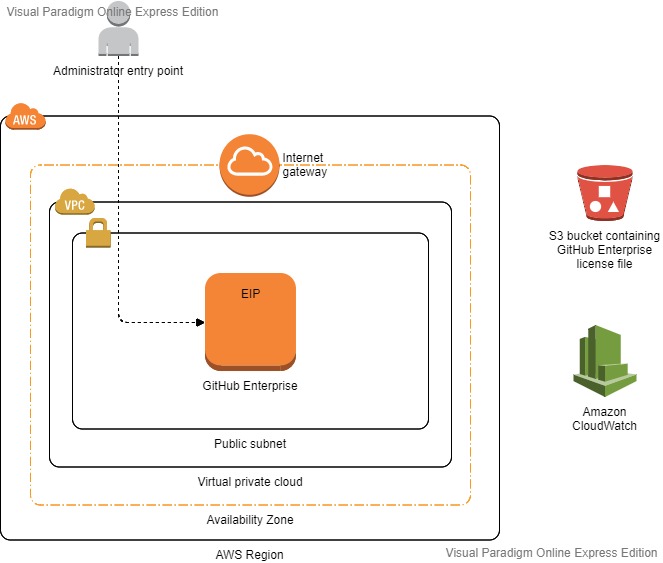 Visual Paradigm Online Express Edition
Administrator entry point
AWS
Internet
gateway
VPC
S3 bucket containing
GitHub Enterprise
license file
EIP
GitHub Enterprise
Amazon
CloudWatch
Public subnet
Virtual private cloud
Availability Zone
AWS Region
Visual Paradigm Online Express Edition